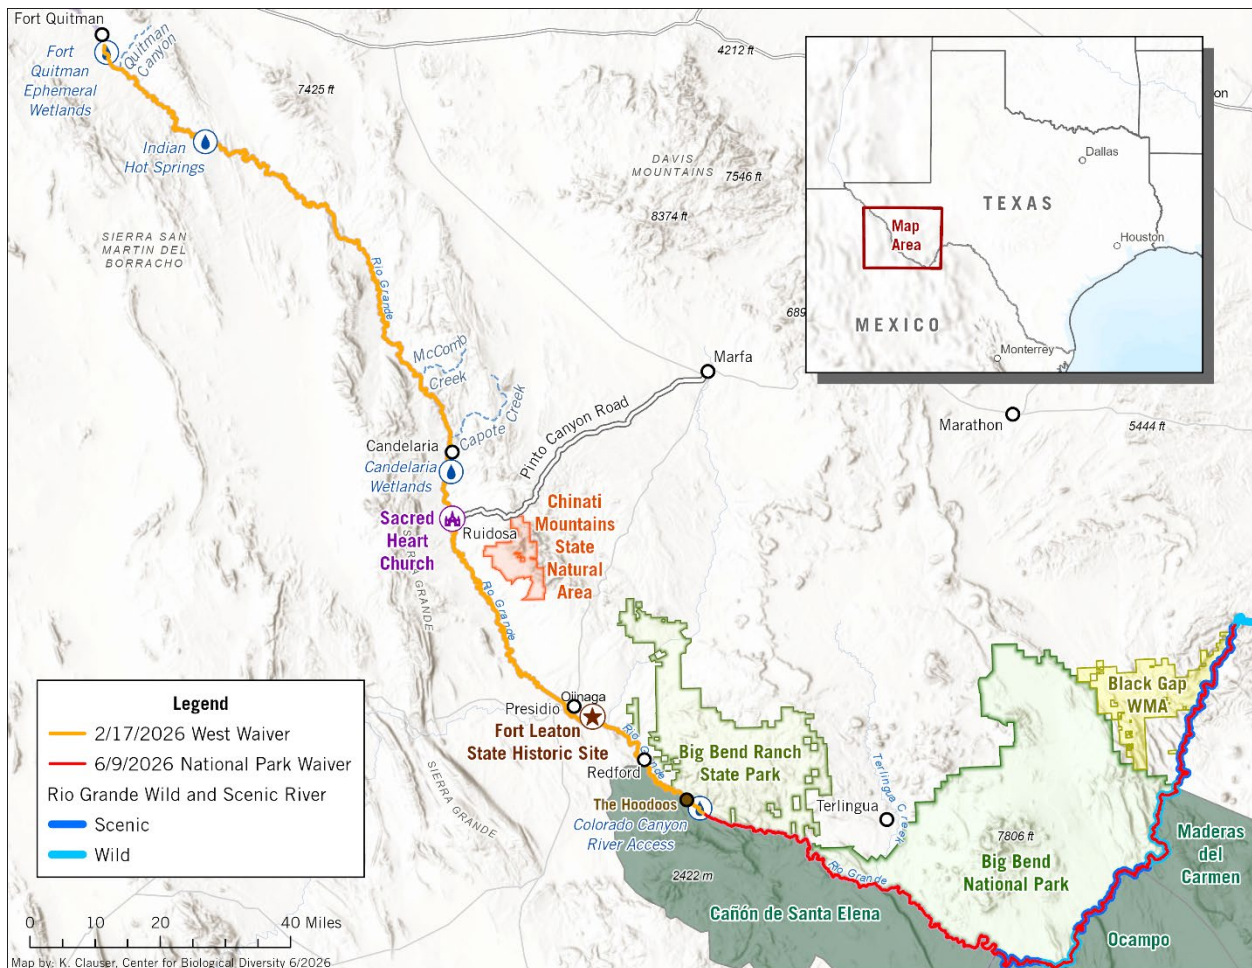 Fort Quitman
Fort
Quitman
Ephemeral
Wetlands
Quitman
Canyon
7425 ft
4212 ft
Indian
Hot Springs
DAVIS
MOUNTAINS
7546 ft
8374 ft
SIERRA SAN
MARTIN DEL
BORRACHO
Rio Grande
689
on
Dallas
TEXAS
Houston
Map
Area
MEXICO
Monterrey
McComb
Creek
Capote Creek
Marfa
Pinto Canyon Road
Marathon
5444 ft
Candelaria
Candelaria
Wetlands
Sacred
Heart
Church
Ruidosa
Chinati
Mountains
State
Natural
Area
RA GRANDE
Rio Grande
Legend
2/17/2026 West Waiver
6/9/2026 National Park Waiver
Rio Grande Wild and Scenic River
Scenic
Wild
Ojinaga
Presidio
Fort Leaton
State Historic Site
Rio Grande
Redford
Big Bend Ranch
State Park
The Hoodoos
Colorado Canyon
River Access
SIERRA GRANDE
Terlingua
Terlingua Creek
Black Gap
WMA
7806 ft
Big Bend
National Park
Maderas
del
Carmen
2422 m
Rio Grande
Cañón de Santa Elena
Ocampo
0 10 20 40 Miles
Map by: K. Clauser, Center for Biological Diversity 6/2026